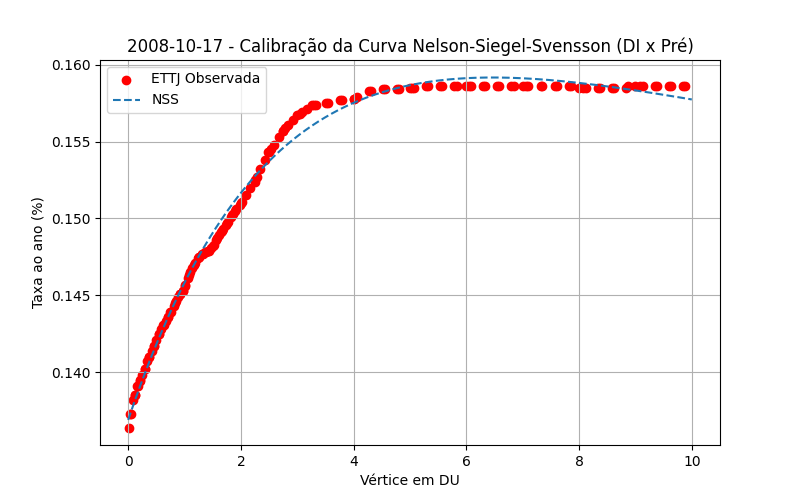 2008-10-17 - Calibração da Curva Nelson-Siegel-Svensson (DI x Pré)
ETTJ Observada
NSS
Taxa ao ano (%)
0.160
0.155
0.150
0.145
0.140
0
2
4
6
8
10
Vértice em DU